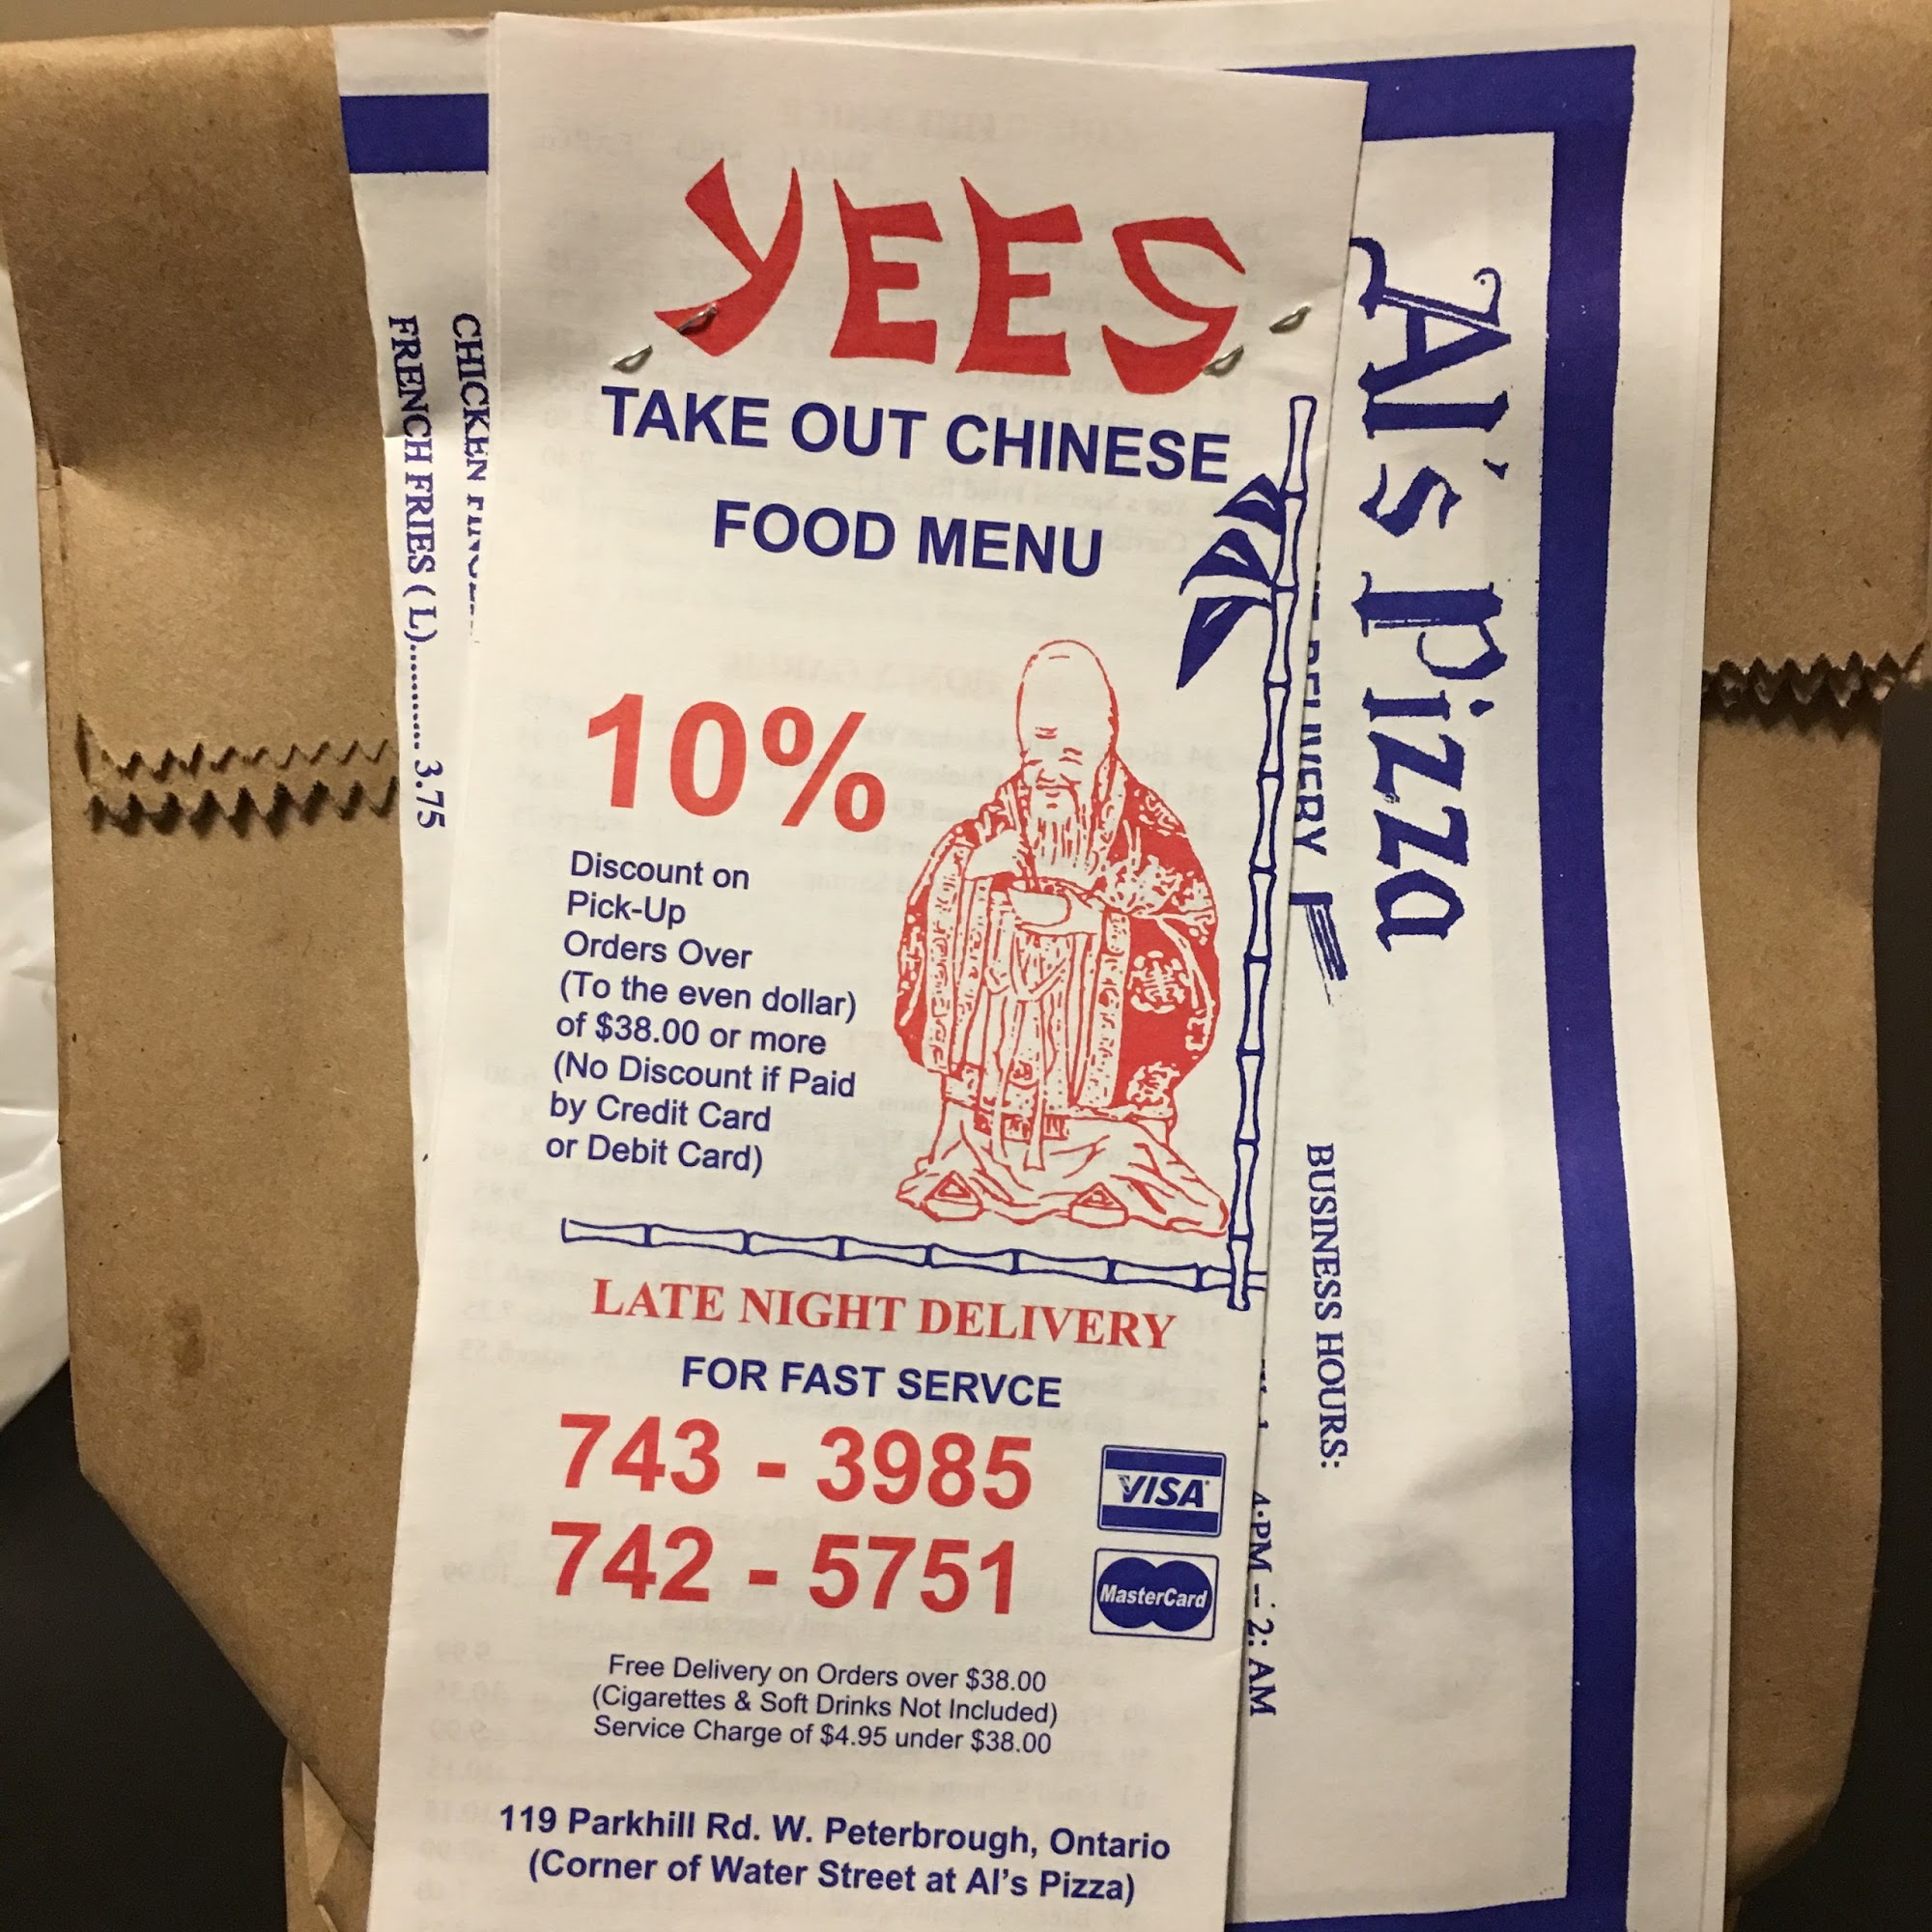 YEES
TAKE OUT CHINESE
FOOD MENU
10%
Discount on
Pick-Up
Orders Over
(To the even dollar)
of $38.00 or more
(No Discount if Paid
by Credit Card
or Debit Card)
LATE NIGHT DELIVERY
FOR FAST SERVCE
743 - 3985
742 - 5751
VISA
MasterCard
Free Delivery on Orders over $38.00
(Cigarettes & Soft Drinks Not Included)
Service Charge of $4.95 under $38.00
119 Parkhill Rd. W. Peterbrough, Ontario
(Corner of Water Street at Al's Pizza)
Al's Pizza
DELIVERY
BUSINESS HOURS:
4:PM -- 2: AM
CHICKEN
FRENCH FRIES ( L)........... 3.75